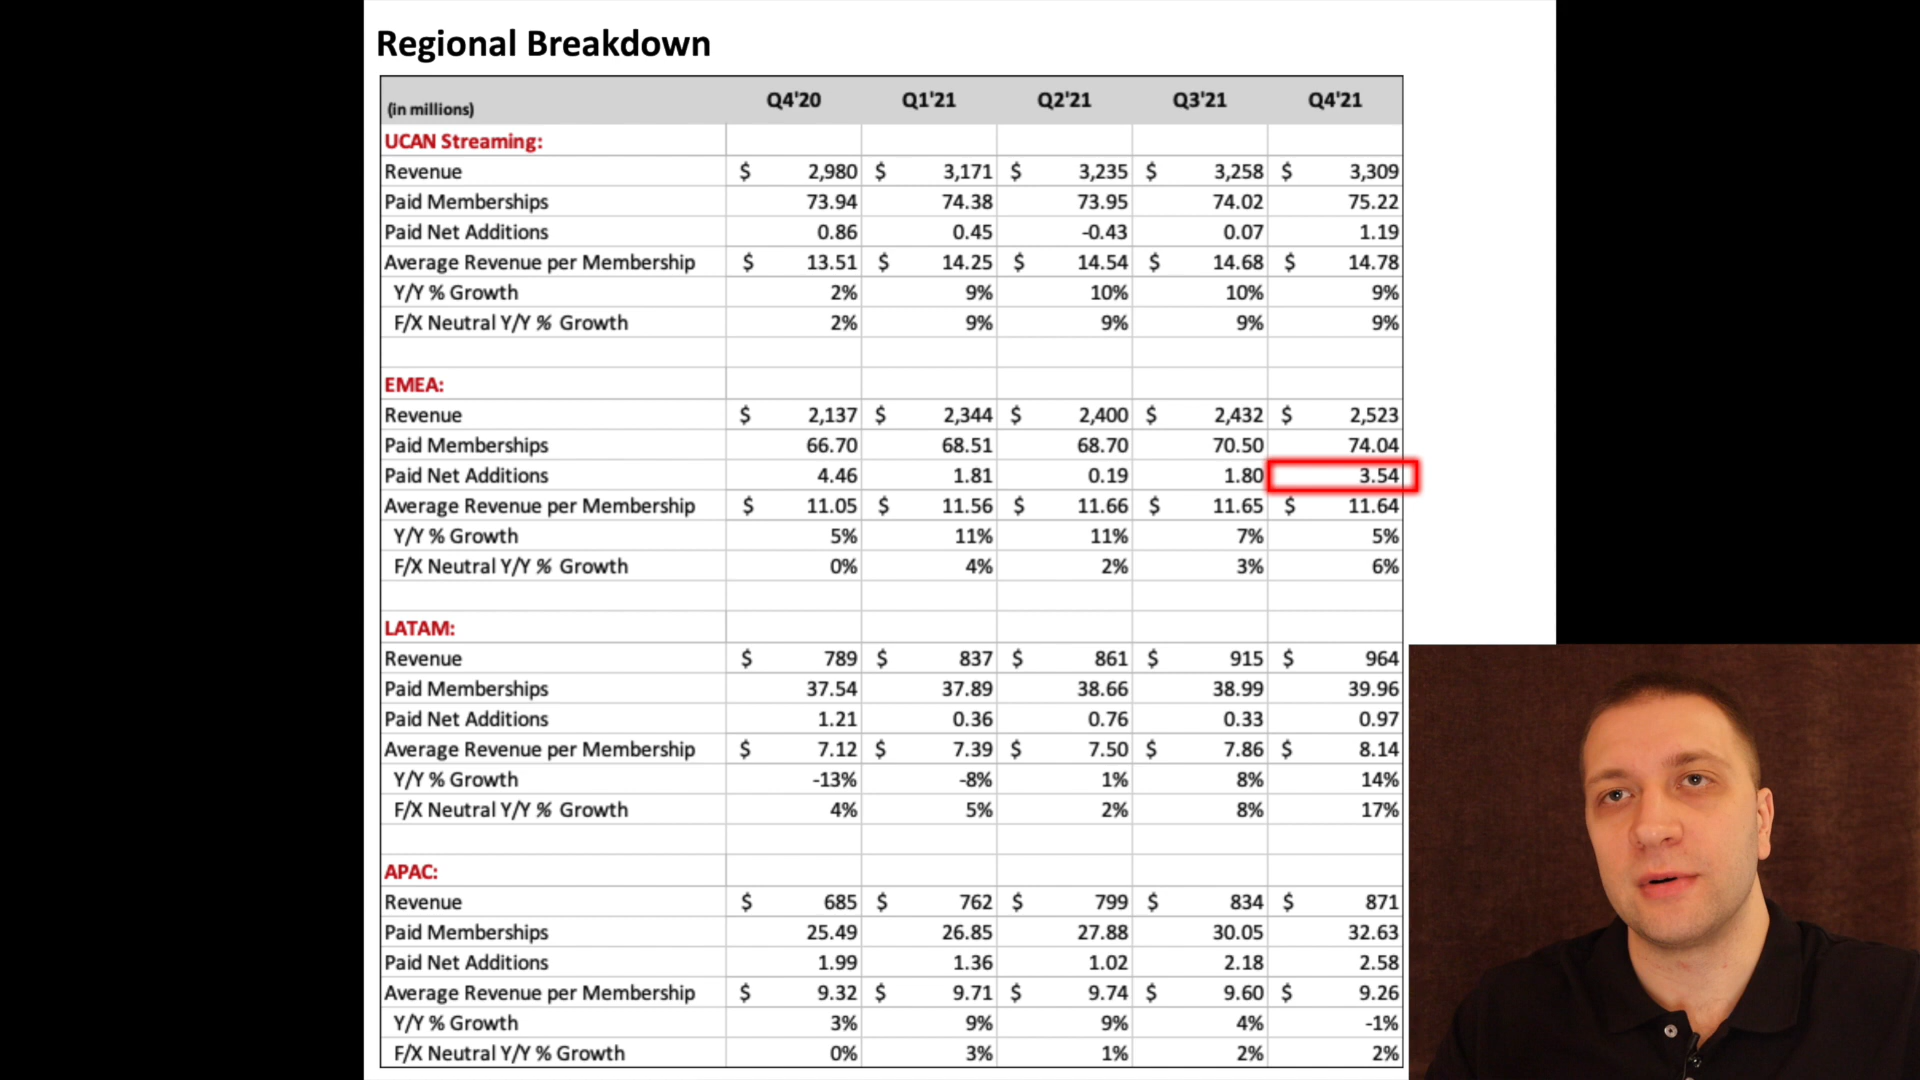 Regional Breakdown
(in millions) Q4'20 Q1'21 Q2'21 Q3'21 Q4'21
UCAN Streaming:
Revenue $ 2,980 $ 3,171 $ 3,235 $ 3,258 $ 3,309
Paid Memberships 73.94 74.38 73.95 74.02 75.22
Paid Net Additions 0.86 0.45 -0.43 0.07 1.19
Average Revenue per Membership $ 13.51 $ 14.25 $ 14.54 $ 14.68 $ 14.78
Y/Y % Growth 2% 9% 10% 10% 9%
F/X Neutral Y/Y % Growth 2% 9% 9% 9% 9%
EMEA:
Revenue $ 2,137 $ 2,344 $ 2,400 $ 2,432 $ 2,523
Paid Memberships 66.70 68.51 68.70 70.50 74.04
Paid Net Additions 4.46 1.81 0.19 1.80 3.54
Average Revenue per Membership $ 11.05 $ 11.56 $ 11.66 $ 11.65 $ 11.64
Y/Y % Growth 5% 11% 11% 7% 5%
F/X Neutral Y/Y % Growth 0% 4% 2% 3% 6%
LATAM:
Revenue $ 789 $ 837 $ 861 $ 915 $ 964
Paid Memberships 37.54 37.89 38.66 38.99 39.96
Paid Net Additions 1.21 0.36 0.76 0.33 0.97
Average Revenue per Membership $ 7.12 $ 7.39 $ 7.50 $ 7.86 $ 8.14
Y/Y % Growth -13% -8% 1% 8% 14%
F/X Neutral Y/Y % Growth 4% 5% 2% 8% 17%
APAC:
Revenue $ 685 $ 762 $ 799 $ 834 $ 871
Paid Memberships 25.49 26.85 27.88 30.05 32.63
Paid Net Additions 1.99 1.36 1.02 2.18 2.58
Average Revenue per Membership $ 9.32 $ 9.71 $ 9.74 $ 9.60 $ 9.26
Y/Y % Growth 3% 9% 9% 4% -1%
F/X Neutral Y/Y % Growth 0% 3% 1% 2% 2%